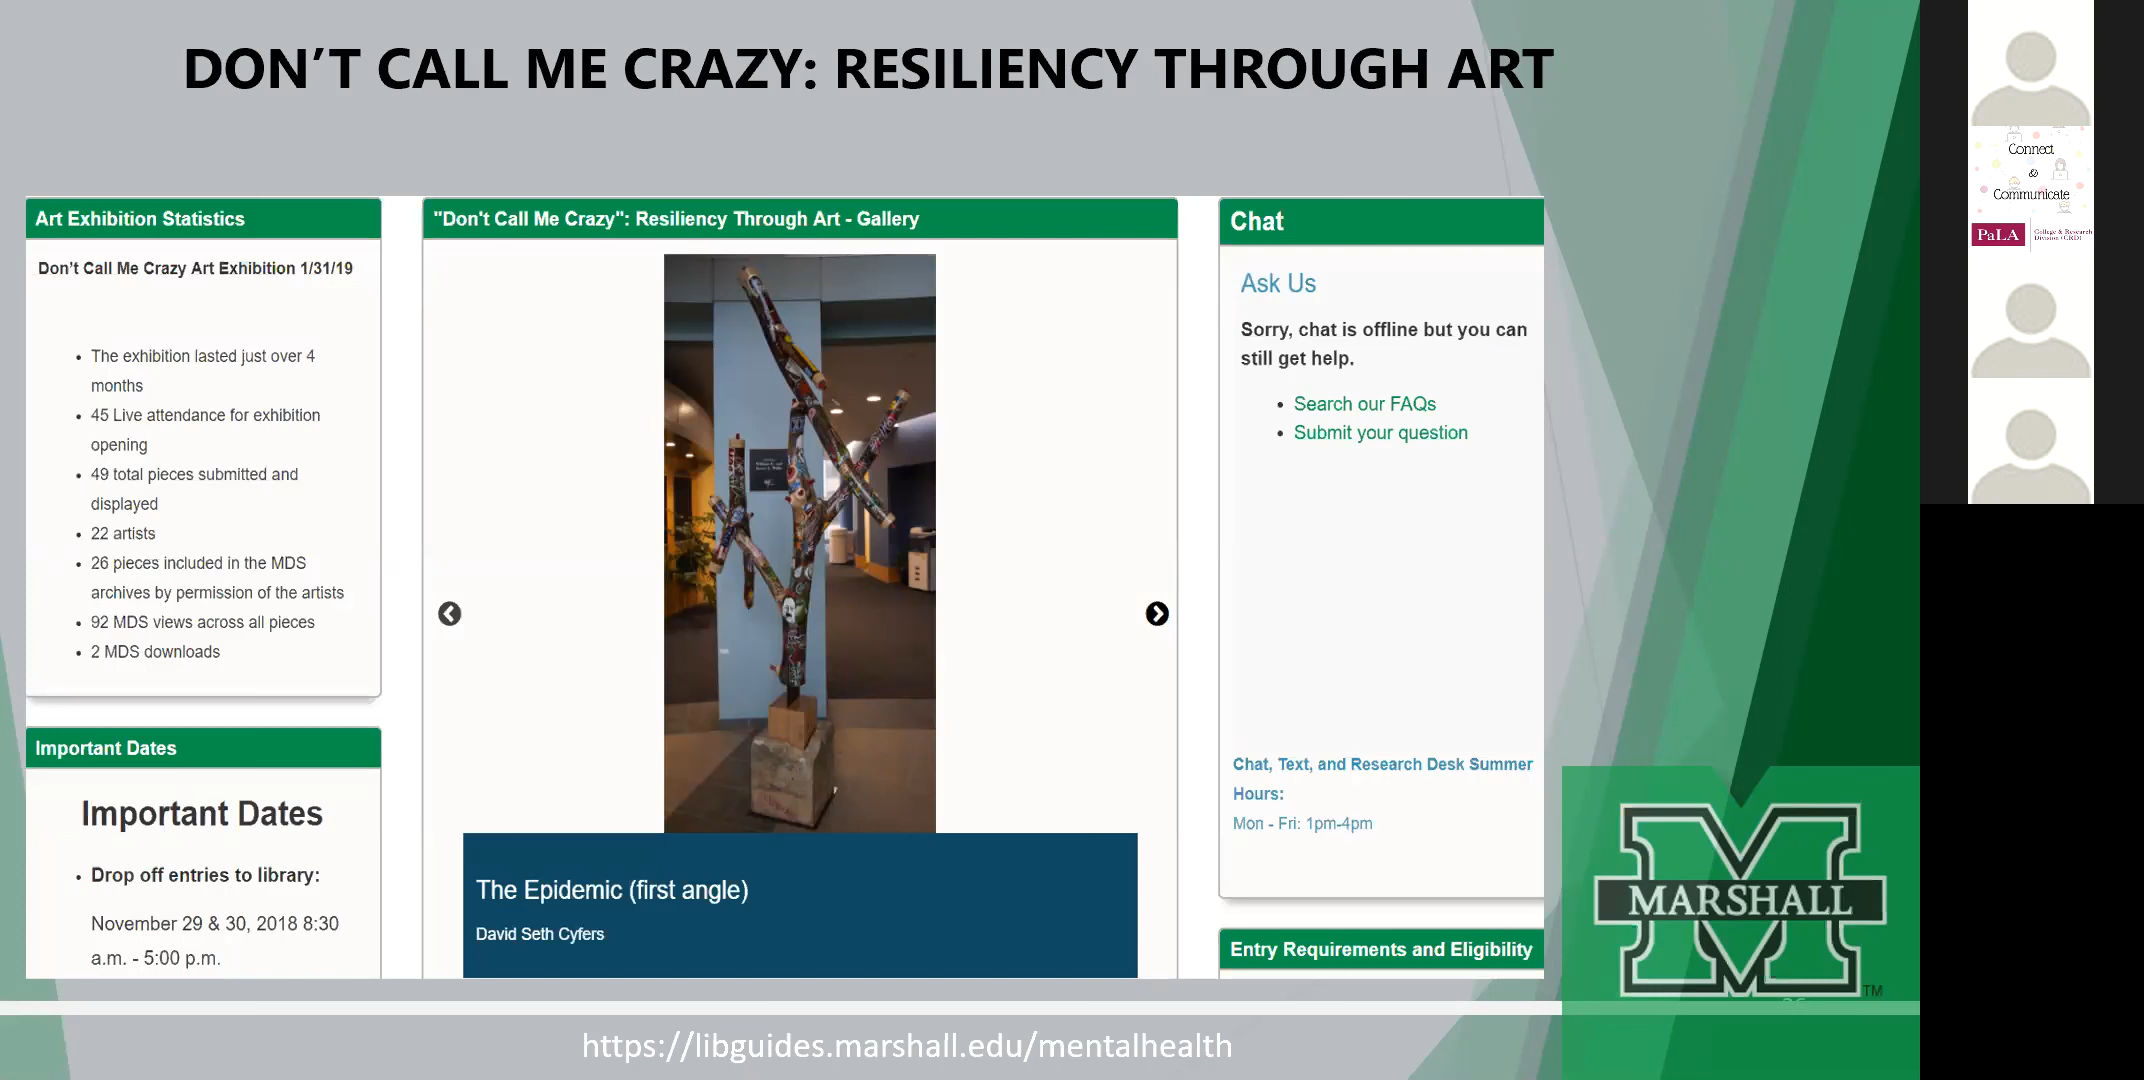 DON’T CALL ME CRAZY: RESILIENCY THROUGH ART
Art Exhibition Statistics
Don’t Call Me Crazy Art Exhibition 1/31/19
• The exhibition lasted just over 4
months
• 45 Live attendance for exhibition
opening
• 49 total pieces submitted and
displayed
• 22 artists
• 26 pieces included in the MDS
archives by permission of the artists
• 92 MDS views across all pieces
• 2 MDS downloads
Important Dates
Important Dates
• Drop off entries to library:
November 29 & 30, 2018 8:30
a.m. - 5:00 p.m.
"Don't Call Me Crazy": Resiliency Through Art - Gallery
The Epidemic (first angle)
David Seth Cyfers
Chat
Ask Us
Sorry, chat is offline but you can
still get help.
• Search our FAQs
• Submit your question
Chat, Text, and Research Desk Summer
Hours:
Mon - Fri: 1pm-4pm
Entry Requirements and Eligibility
MARSHALL
TM
https://libguides.marshall.edu/mentalhealth
Connect
&
Communicate
PaLA
College & Research
Division (CRD)